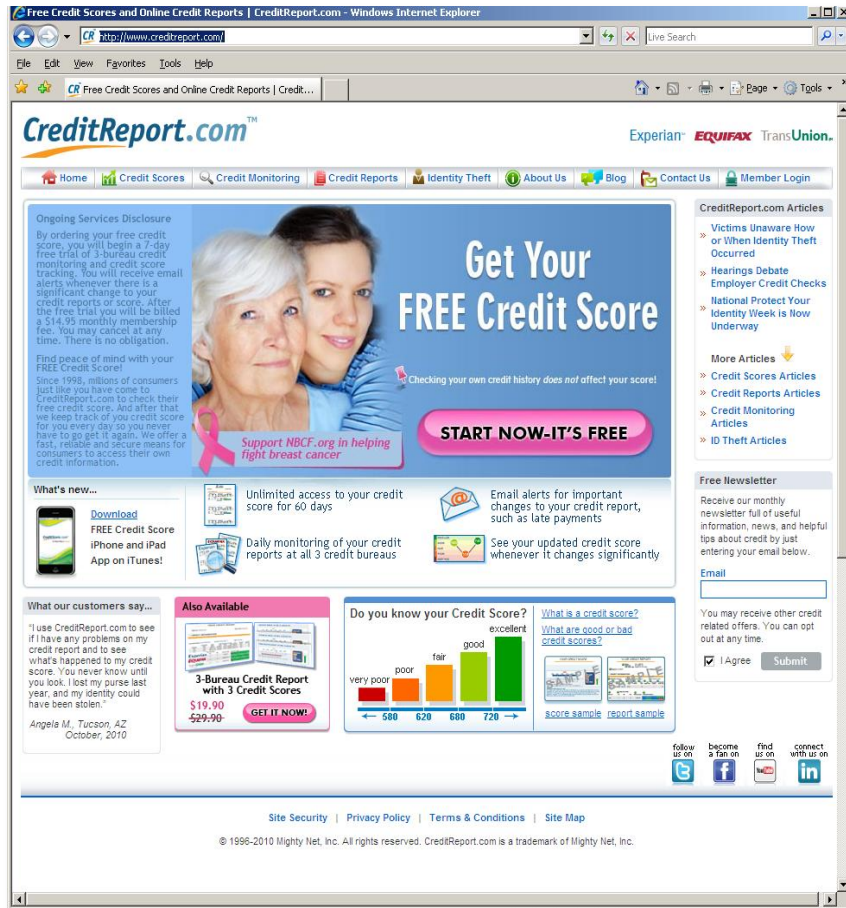 Free Credit Scores and Online Credit Reports | CreditReport.com - Windows Internet Explorer
CR http://www.creditreport.com/
Live Search
File Edit View Favorites Tools Help
CR Free Credit Scores and Online Credit Reports | Credit...
Page Tools
CreditReport.com™
Experian EQUIFAX TransUnion.
Home Credit Scores Credit Monitoring Credit Reports Identity Theft About Us Blog Contact Us Member Login
Ongoing Services Disclosure
By ordering your free credit
score, you will begin a 7-day
free trial of 3-bureau credit
monitoring and credit score
tracking. You will receive email
alerts whenever there is a
significant change to your
credit reports or score. After
the free trial you will be billed
a $14.95 monthly membership
fee. You may cancel at any
time. There is no obligation.
Find peace of mind with your
FREE Credit Score!
Since 1998, millions of consumers
just like you have come to
CreditReport.com to check their
free credit score. And after that
we keep track of you credit score
for you every day so you never
have to go get it again. We offer a
fast, reliable and secure means for
consumers to access their own
credit information.
Support NBCF.org in helping
fight breast cancer
Get Your
FREE Credit Score
Checking your own credit history does not affect your score!
START NOW-IT'S FREE
What's new...
Download
FREE Credit Score
iPhone and iPad
App on iTunes!
Unlimited access to your credit
score for 60 days
Daily monitoring of your credit
reports at all 3 credit bureaus
Email alerts for important
changes to your credit report,
such as late payments
See your updated credit score
whenever it changes significantly
CreditReport.com Articles
» Victims Unaware How
or When Identity Theft
Occurred
» Hearings Debate
Employer Credit Checks
» National Protect Your
Identity Week is Now
Underway
More Articles
» Credit Scores Articles
» Credit Reports Articles
» Credit Monitoring
Articles
» ID Theft Articles
Free Newsletter
Receive our monthly
newsletter full of useful
information, news, and helpful
tips about credit by just
entering your email below.
Email
You may receive other credit
related offers. You can opt
out at any time.
I Agree Submit
What our customers say...
"I use CreditReport.com to see
if I have any problems on my
credit report and to see
what's happened to my credit
score. You never know until
you look. I lost my purse last
year, and my identity could
have been stolen."
Angela M., Tucson, AZ
October, 2010
Also Available
3-Bureau Credit Report
with 3 Credit Scores
$19.90
$29.90
GET IT NOW!
Do you know your Credit Score?
very poor
poor
fair
good
excellent
← 580 620 680 720 →
What is a credit score?
What are good or bad
credit scores?
SAMPLE
score sample report sample
follow
us on
become
a fan on
find
us on
connect
with us on
Site Security | Privacy Policy | Terms & Conditions | Site Map
© 1996-2010 Mighty Net, Inc. All rights reserved. CreditReport.com is a trademark of Mighty Net, Inc.